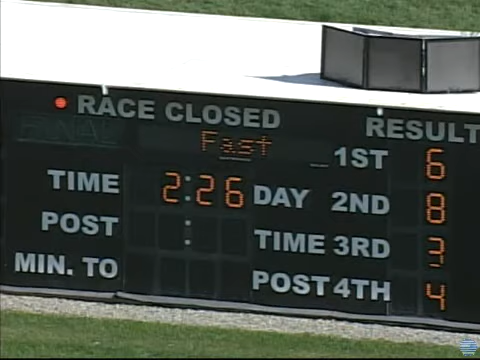 RACE CLOSED
FINAL
Fast
RESULT
1ST 6
TIME 2:26 DAY 2ND 8
POST : TIME 3RD 3
MIN. TO POST 4TH 4